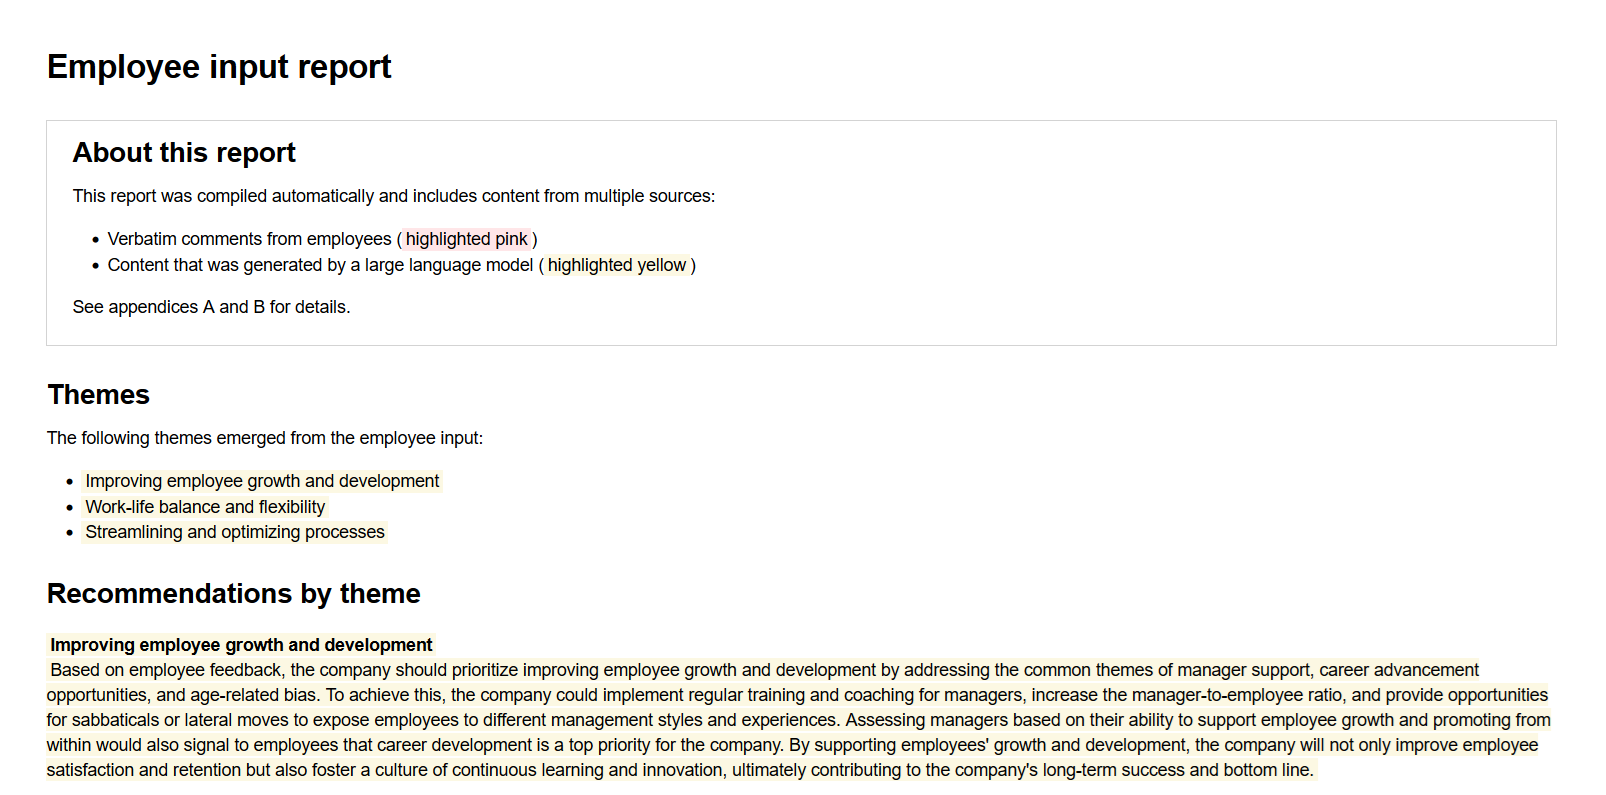 Employee input report
About this report
This report was compiled automatically and includes content from multiple sources:
• Verbatim comments from employees ( highlighted pink )
• Content that was generated by a large language model ( highlighted yellow )
See appendices A and B for details.
Themes
The following themes emerged from the employee input:
• Improving employee growth and development
• Work-life balance and flexibility
• Streamlining and optimizing processes
Recommendations by theme
Improving employee growth and development
Based on employee feedback, the company should prioritize improving employee growth and development by addressing the common themes of manager support, career advancement
opportunities, and age-related bias. To achieve this, the company could implement regular training and coaching for managers, increase the manager-to-employee ratio, and provide opportunities
for sabbaticals or lateral moves to expose employees to different management styles and experiences. Assessing managers based on their ability to support employee growth and promoting from
within would also signal to employees that career development is a top priority for the company. By supporting employees' growth and development, the company will not only improve employee
satisfaction and retention but also foster a culture of continuous learning and innovation, ultimately contributing to the company's long-term success and bottom line.